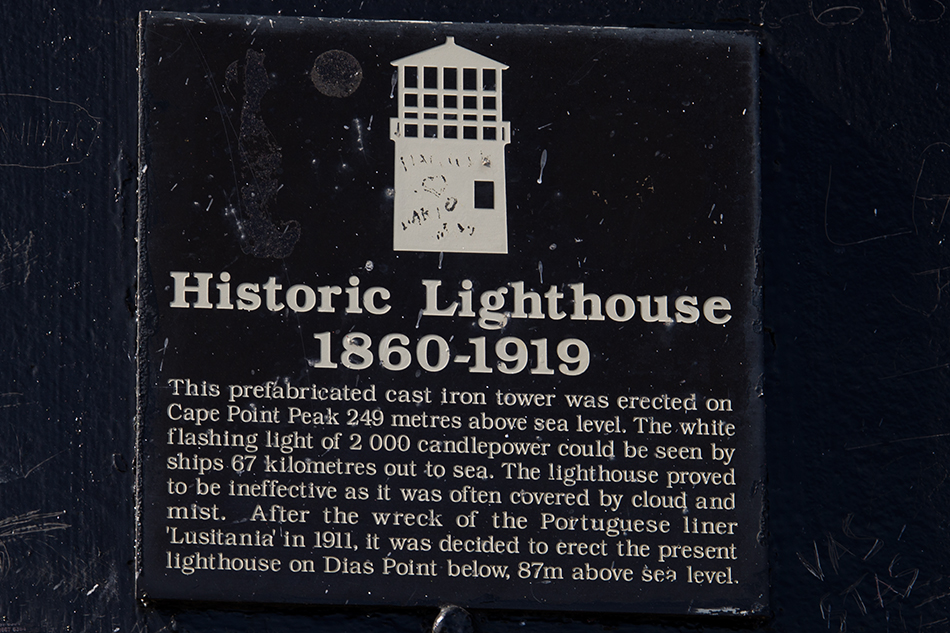 Historic Lighthouse
1860-1919
This prefabricated cast iron tower was erected on
Cape Point Peak 249 metres above sea level. The white
flashing light of 2 000 candlepower could be seen by
ships 67 kilometres out to sea. The lighthouse proved
to be ineffective as it was often covered by cloud and
mist. After the wreck of the Portuguese liner
'Lusitania' in 1911, it was decided to erect the present
lighthouse on Dias Point below, 87m above sea level.